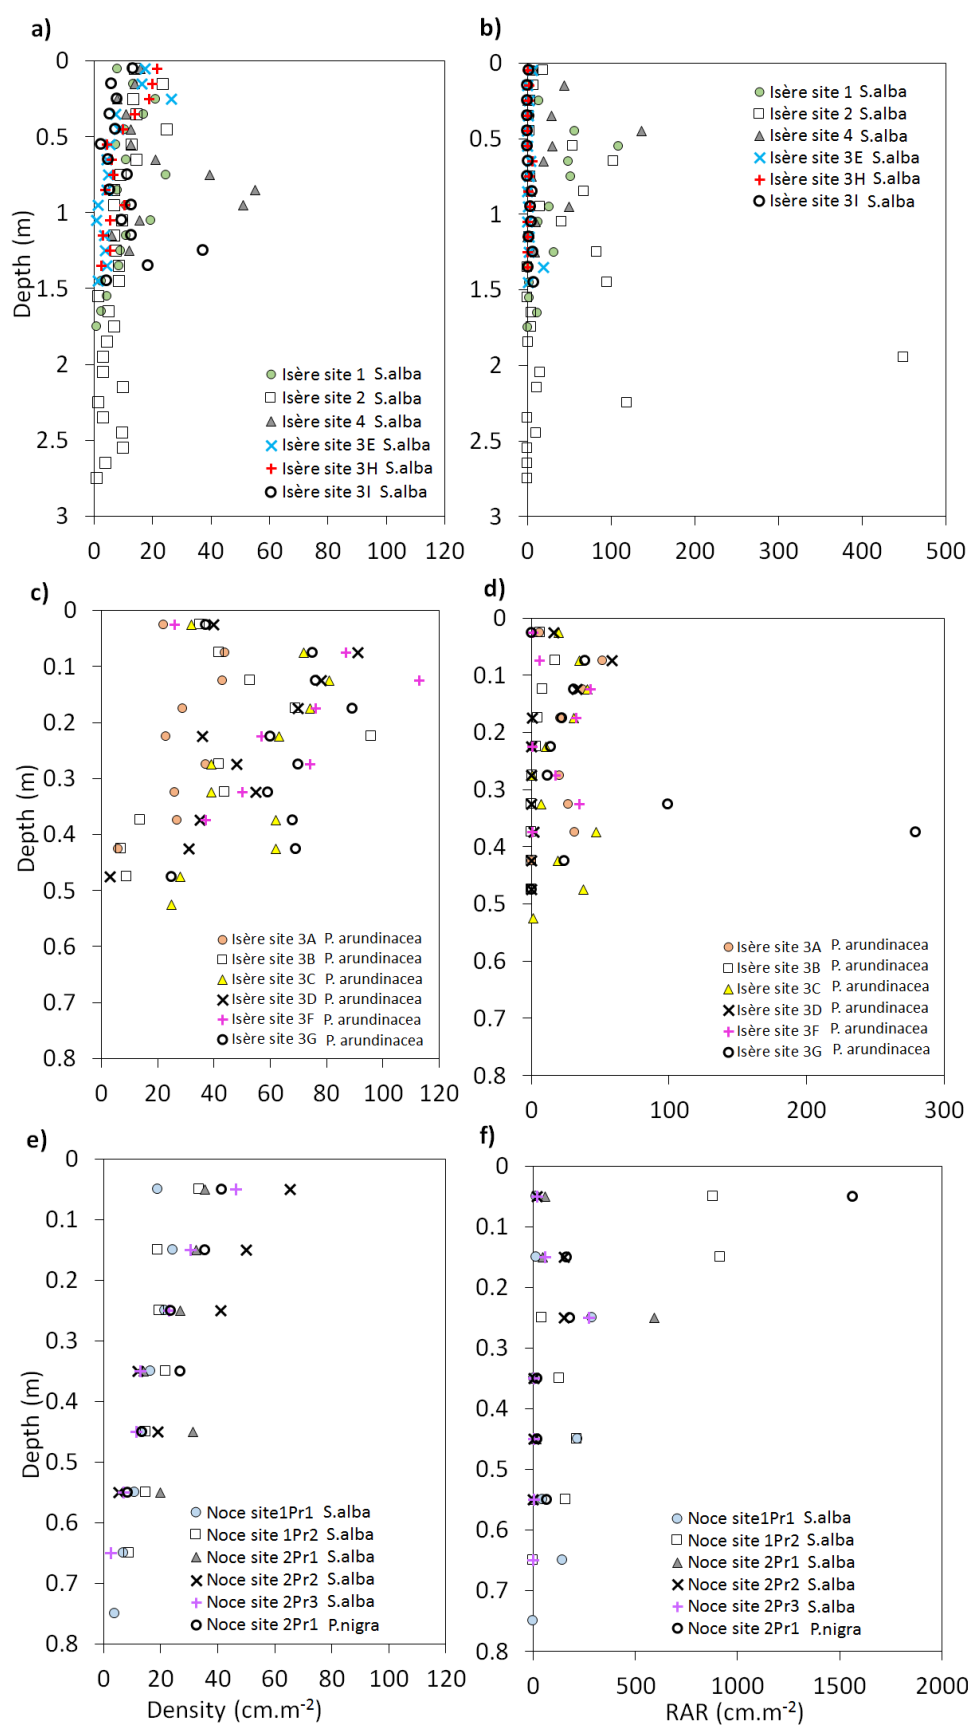 a)
0
0.5
1
1.5
2
2.5
3
Depth (m)
0 20 40 60 80 100 120
Isère site 1 S.alba
Isère site 2 S.alba
Isère site 4 S.alba
Isère site 3E S.alba
Isère site 3H S.alba
Isère site 3I S.alba
b)
0
0.5
1
1.5
2
2.5
3
0 100 200 300 400 500
Isère site 1 S.alba
Isère site 2 S.alba
Isère site 4 S.alba
Isère site 3E S.alba
Isère site 3H S.alba
Isère site 3I S.alba
c)
0
0.1
0.2
0.3
0.4
0.5
0.6
0.7
0.8
Depth (m)
0 20 40 60 80 100 120
Isère site 3A P. arundinacea
Isère site 3B P. arundinacea
Isère site 3C P. arundinacea
Isère site 3D P. arundinacea
Isère site 3F P. arundinacea
Isère site 3G P. arundinacea
d)
0
0.1
0.2
0.3
0.4
0.5
0.6
0.7
0.8
0 100 200 300
Isère site 3A P. arundinacea
Isère site 3B P. arundinacea
Isère site 3C P. arundinacea
Isère site 3D P. arundinacea
Isère site 3F P. arundinacea
Isère site 3G P. arundinacea
e)
0
0.1
0.2
0.3
0.4
0.5
0.6
0.7
0.8
Depth (m)
0 20 40 60 80 100 120
Density (cm.m⁻²)
Noce site1Pr1 S.alba
Noce site 1Pr2 S.alba
Noce site 2Pr1 S.alba
Noce site 2Pr2 S.alba
Noce site 2Pr3 S.alba
Noce site 2Pr1 P.nigra
f)
0
0.1
0.2
0.3
0.4
0.5
0.6
0.7
0.8
0 500 1000 1500 2000
RAR (cm.m⁻²)
Noce site1Pr1 S.alba
Noce site 1Pr2 S.alba
Noce site 2Pr1 S.alba
Noce site 2Pr2 S.alba
Noce site 2Pr3 S.alba
Noce site 2Pr1 P.nigra